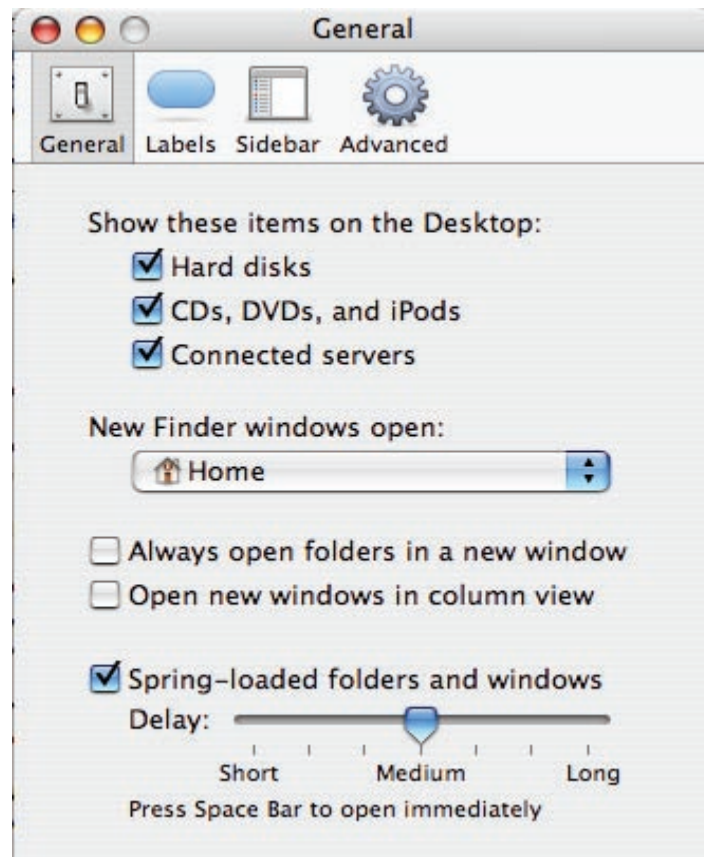 General
General Labels Sidebar Advanced
Show these items on the Desktop:
Hard disks
CDs, DVDs, and iPods
Connected servers
New Finder windows open:
Home
Always open folders in a new window
Open new windows in column view
Spring-loaded folders and windows
Delay:
Short Medium Long
Press Space Bar to open immediately